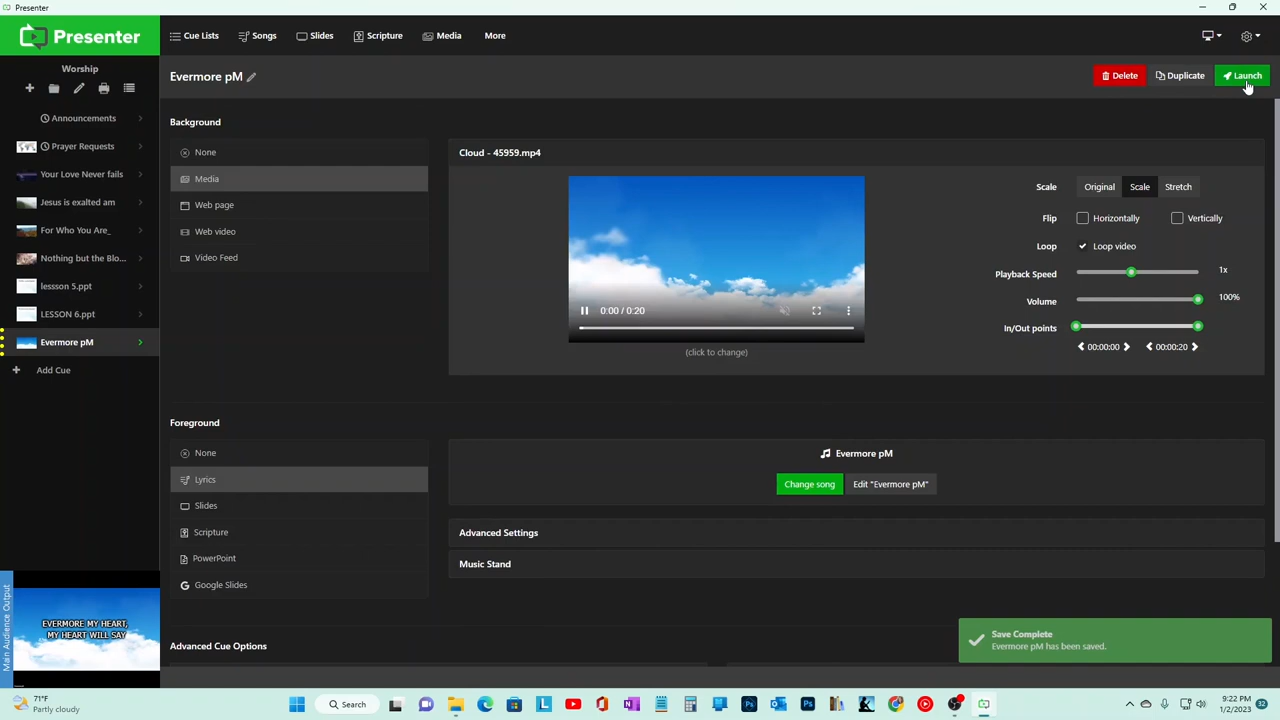 Presenter
Presenter
Cue Lists
Songs
Slides
Scripture
Media
More
Worship
Evermore pM
Delete
Duplicate
Launch
Announcements
Prayer Requests
Your Love Never fails
Jesus is exalted am
For Who You Are_
Nothing but the Blo...
lessson 5.ppt
LESSON 6.ppt
Evermore pM
Add Cue
Background
None
Media
Web page
Web video
Video Feed
Cloud - 45959.mp4
0:00 / 0:20
(click to change)
Scale
Original
Scale
Stretch
Flip
Horizontally
Vertically
Loop
Loop video
Playback Speed
1x
Volume
100%
In/Out points
00:00:00
00:00:20
Foreground
None
Lyrics
Slides
Scripture
PowerPoint
Google Slides
Evermore pM
Change song
Edit "Evermore pM"
Advanced Settings
Music Stand
Advanced Cue Options
Save Complete
Evermore pM has been saved.
Main Audience Output
EVERMORE MY HEART,
MY HEART WILL SAY
71°F
Partly cloudy
Search
9:22 PM
1/2/2023